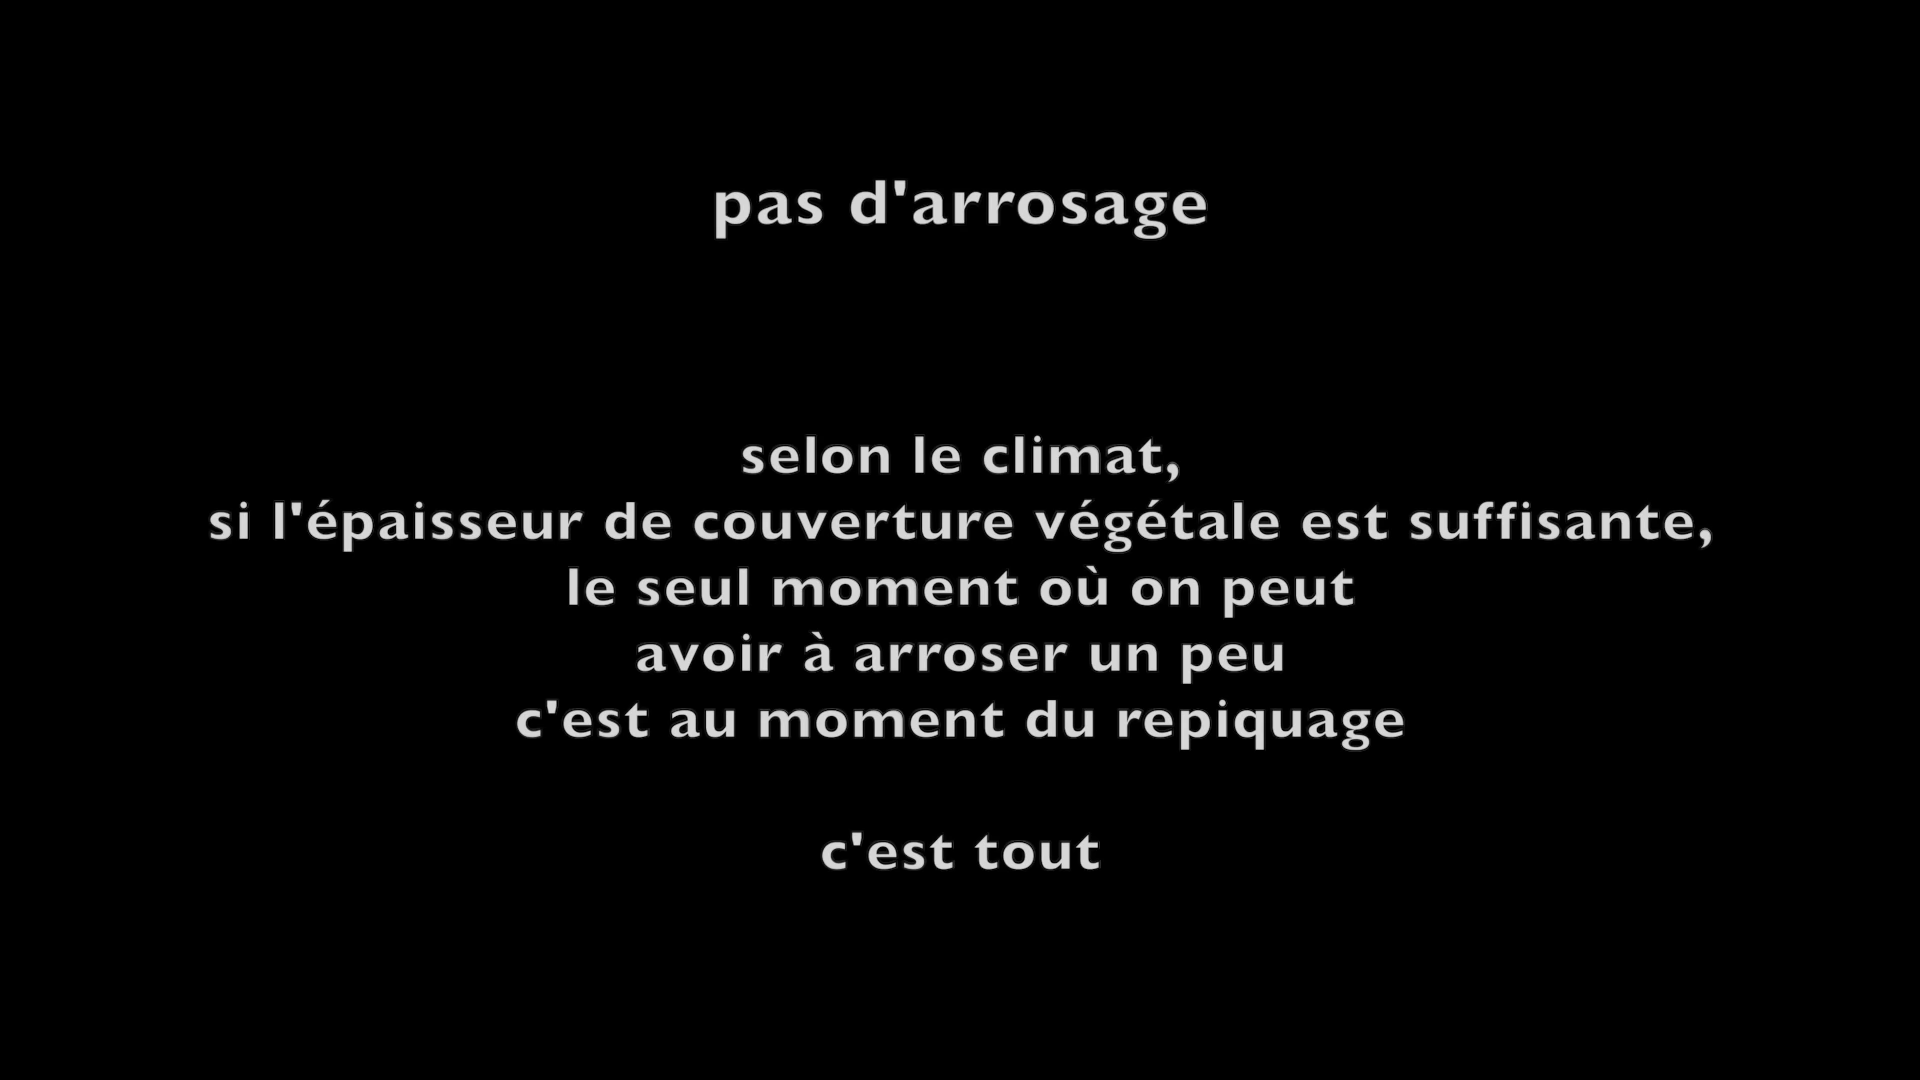 pas d'arrosage
selon le climat,
si l'épaisseur de couverture végétale est suffisante,
le seul moment où on peut
avoir à arroser un peu
c'est au moment du repiquage
c'est tout